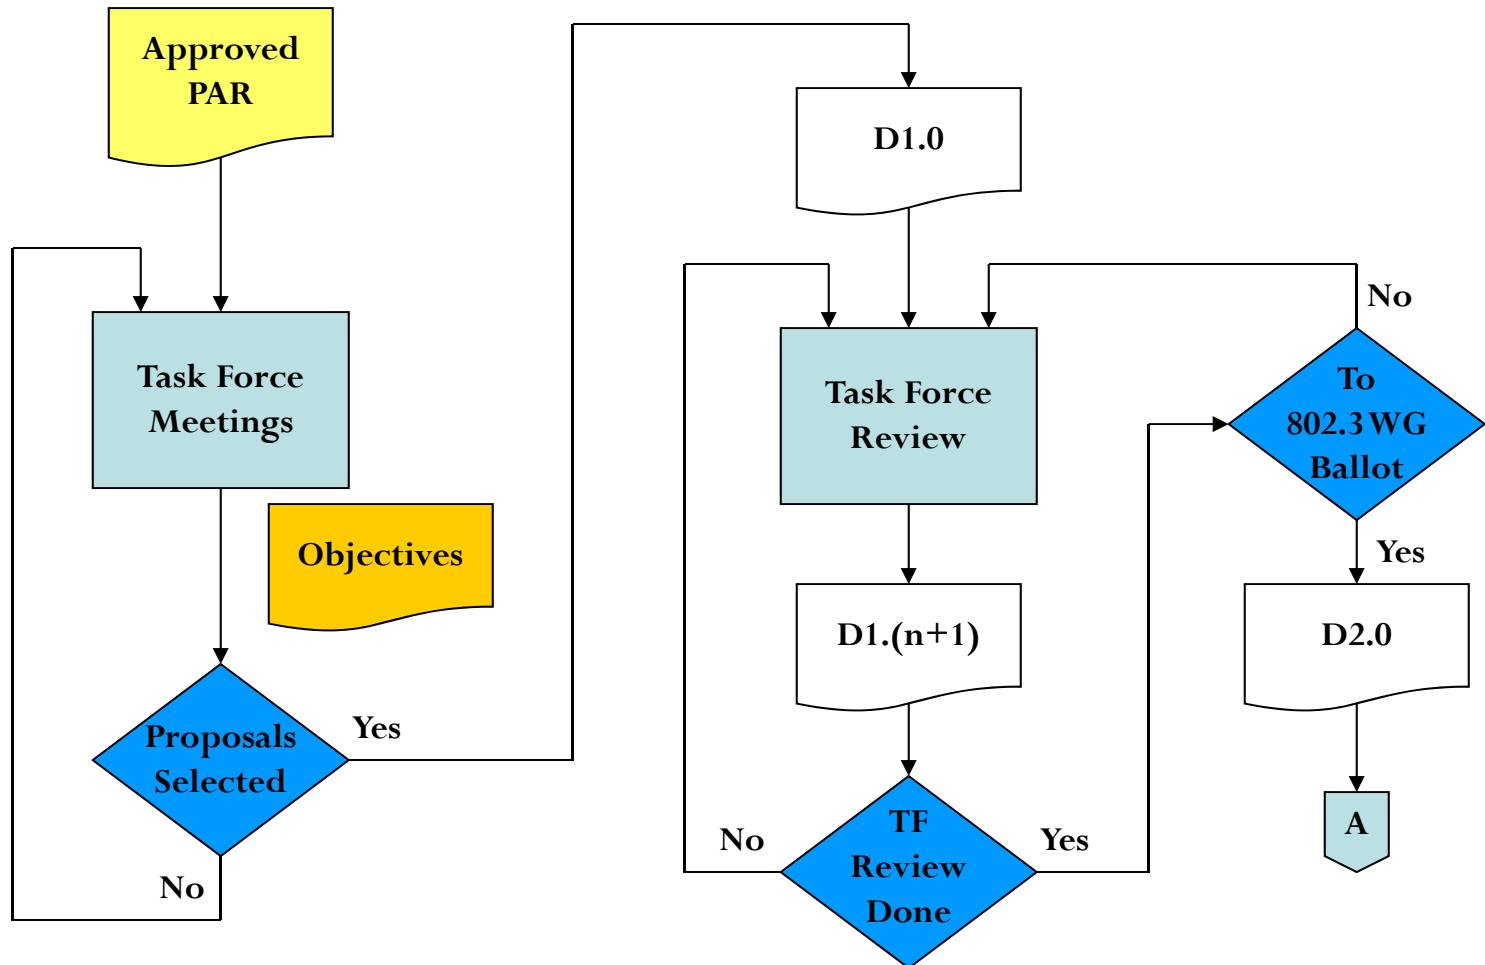 Approved
PAR
Task Force
Meetings
Objectives
Proposals
Selected
Yes
No
D1.0
Task Force
Review
D1.(n+1)
TF
Review
Done
No
Yes
To
802.3 WG
Ballot
No
Yes
D2.0
A